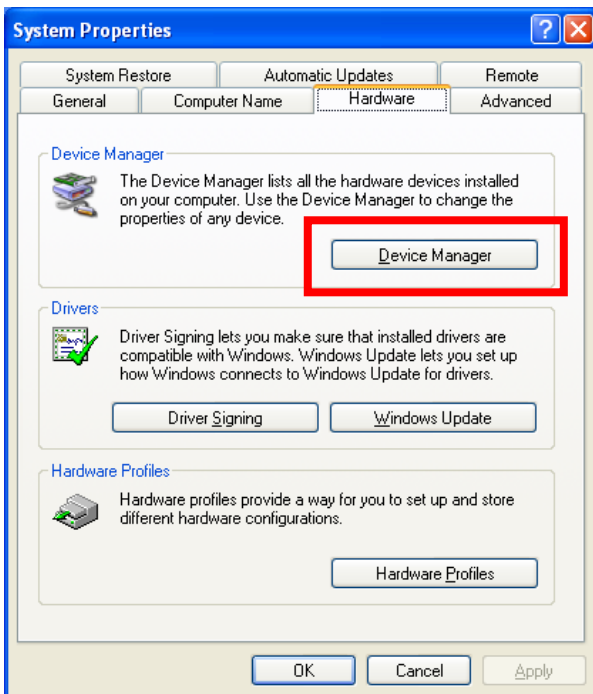 System Properties
System Restore
Automatic Updates
Remote
General
Computer Name
Hardware
Advanced
Device Manager
The Device Manager lists all the hardware devices installed
on your computer. Use the Device Manager to change the
properties of any device.
Device Manager
Drivers
Driver Signing lets you make sure that installed drivers are
compatible with Windows. Windows Update lets you set up
how Windows connects to Windows Update for drivers.
Driver Signing
Windows Update
Hardware Profiles
Hardware profiles provide a way for you to set up and store
different hardware configurations.
Hardware Profiles
OK
Cancel
Apply